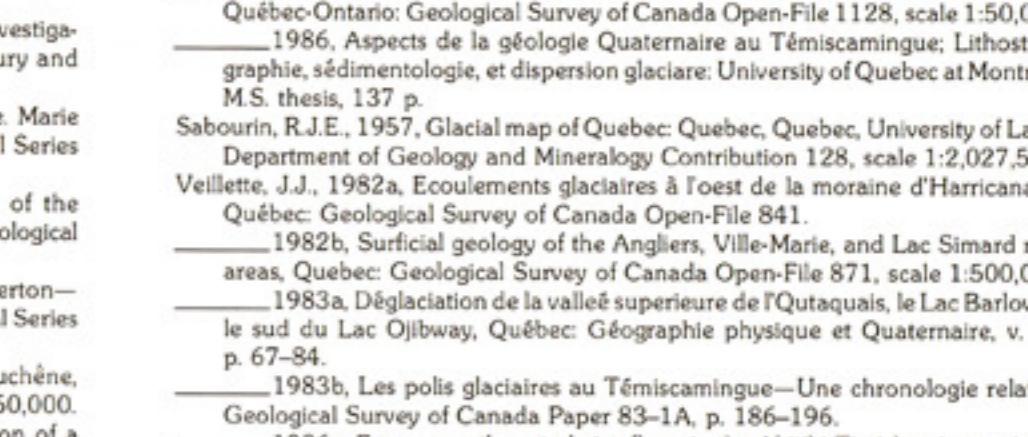 vestiga-
ury and
e. Marie
l Series
of the
ological
erton—
l Series
uchêne,
50,000.
on of a
Québec-Ontario: Geological Survey of Canada Open-File 1128, scale 1:50,0
______1986, Aspects de la géologie Quaternaire au Témiscamingue; Lithost
graphie, sédimentologie, et dispersion glaciare: University of Quebec at Montr
M.S. thesis, 137 p.
Sabourin, R.J.E., 1957, Glacial map of Quebec: Quebec, Quebec, University of La
Department of Geology and Mineralogy Contribution 128, scale 1:2,027,5
Veillette, J.J., 1982a, Ecoulements glaciaires à l'oest de la moraine d'Harricana
Québec: Geological Survey of Canada Open-File 841.
______1982b, Surficial geology of the Angliers, Ville-Marie, and Lac Simard
areas, Quebec: Geological Survey of Canada Open-File 871, scale 1:500,0
______1983a, Déglaciation de la valleé superieure de l'Qutaquais, le Lac Barlow
le sud du Lac Ojibway, Québec: Géographie physique et Quaternaire, v.
p. 67–84.
______1983b, Les polis glaciaires au Témiscamingue—Une chronologie rela
Geological Survey of Canada Paper 83–1A, p. 186–196.